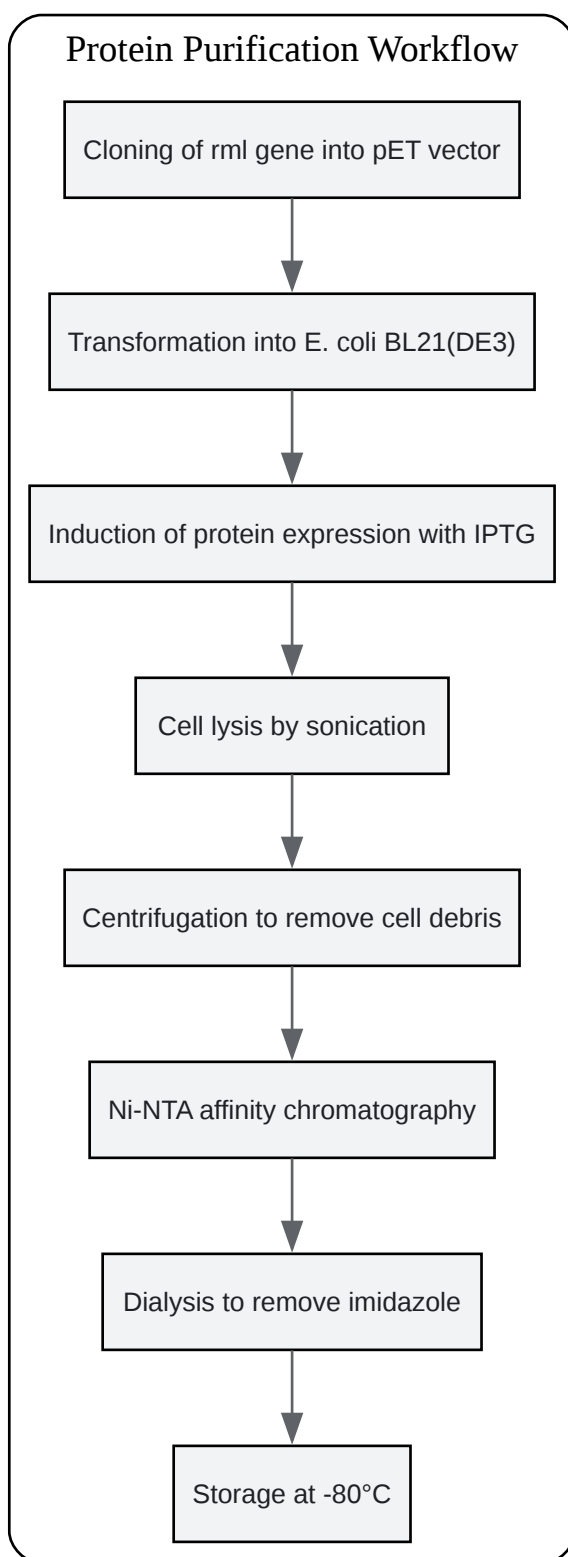 Protein Purification Workflow
Cloning of rml gene into pET vector
Transformation into E. coli BL21(DE3)
Induction of protein expression with IPTG
Cell lysis by sonication
Centrifugation to remove cell debris
Ni-NTA affinity chromatography
Dialysis to remove imidazole
Storage at -80°C